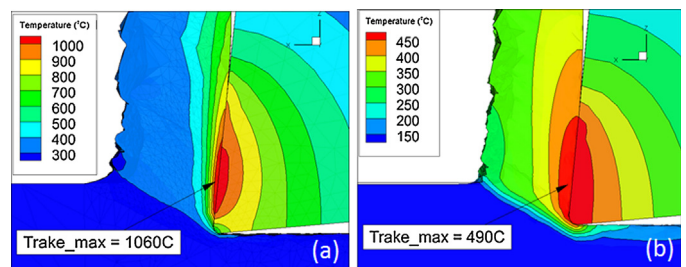 Temperature (°C)
1000
900
800
700
600
500
400
300
X
Z
Trake_max = 1060C
(a)
Temperature (°C)
450
400
350
300
250
200
150
X
Z
Trake_max = 490C
(b)